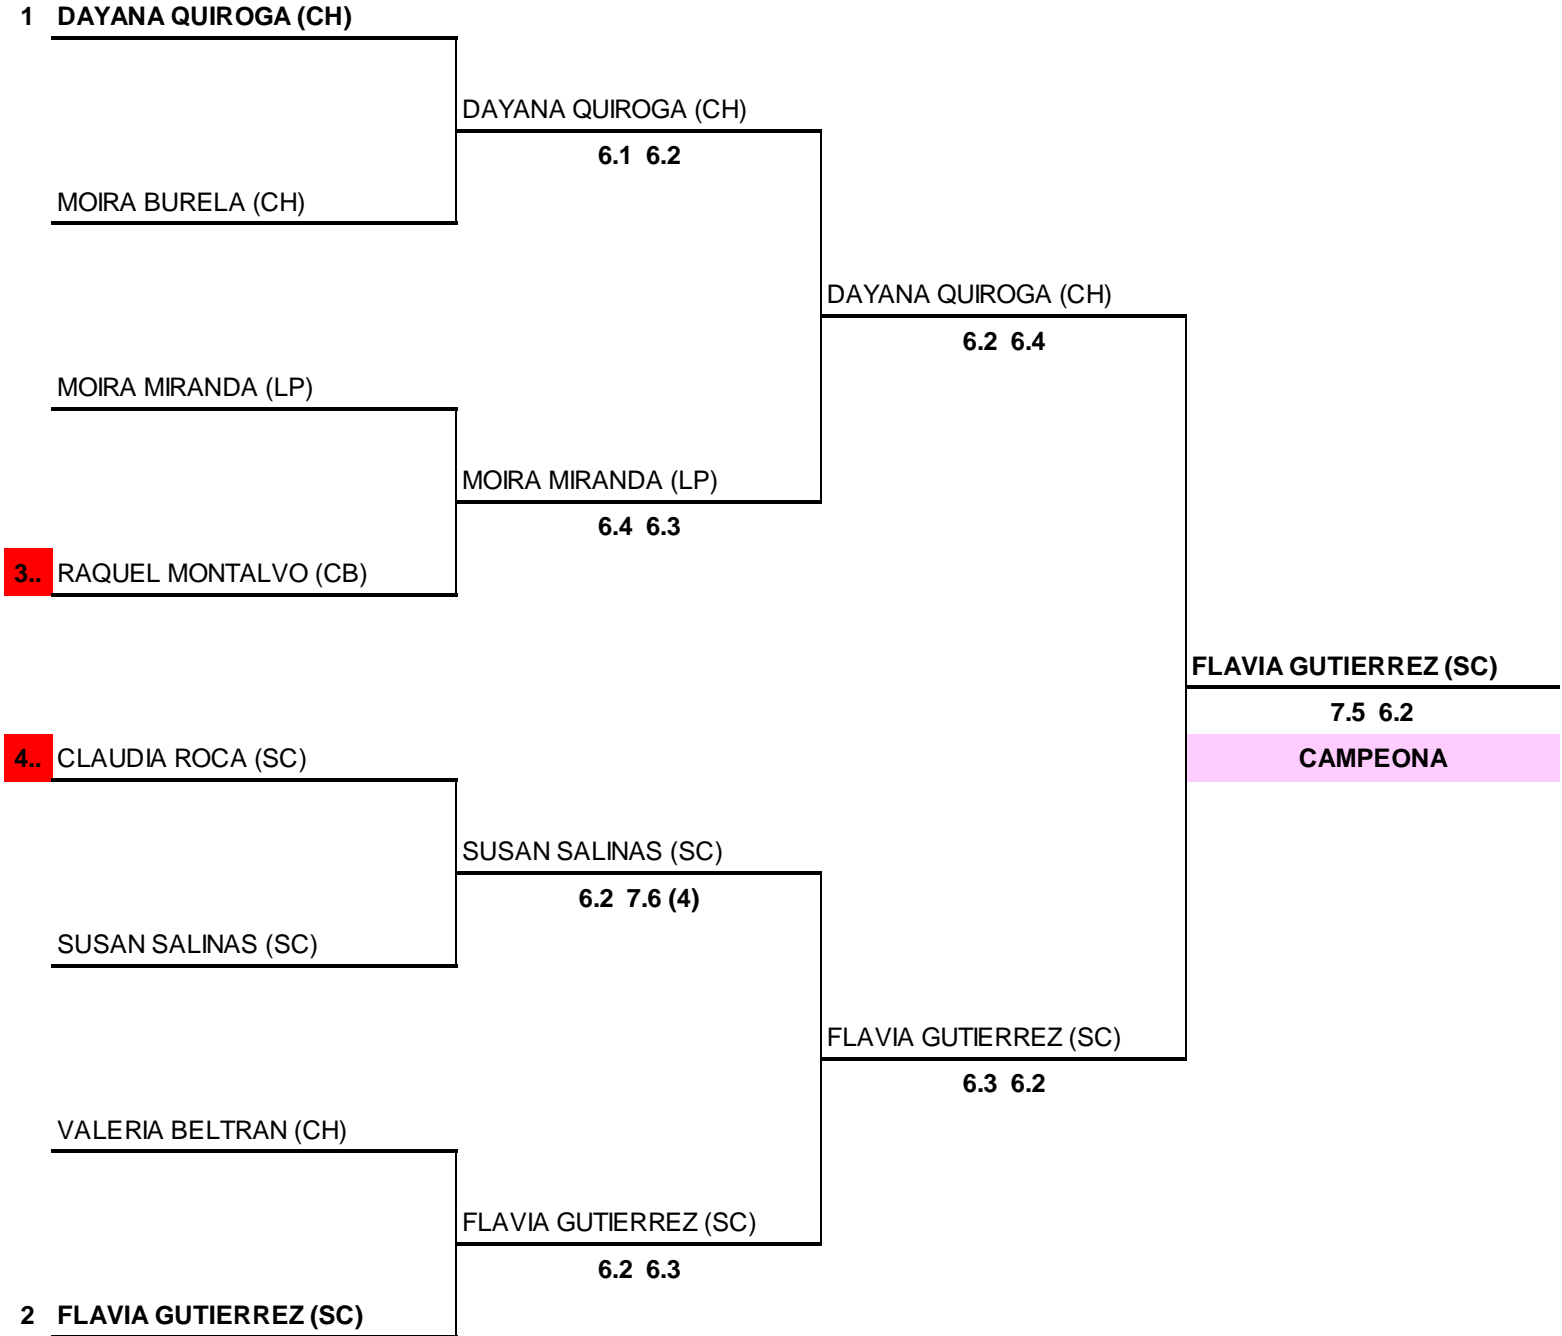 1 DAYANA QUIROGA (CH)
DAYANA QUIROGA (CH)
6.1 6.2
MOIRA BURELA (CH)
DAYANA QUIROGA (CH)
6.2 6.4
MOIRA MIRANDA (LP)
MOIRA MIRANDA (LP)
6.4 6.3
3.. RAQUEL MONTALVO (CB)
FLAVIA GUTIERREZ (SC)
7.5 6.2
4.. CLAUDIA ROCA (SC)
CAMPEONA
SUSAN SALINAS (SC)
6.2 7.6 (4)
SUSAN SALINAS (SC)
FLAVIA GUTIERREZ (SC)
6.3 6.2
VALERIA BELTRAN (CH)
FLAVIA GUTIERREZ (SC)
6.2 6.3
2 FLAVIA GUTIERREZ (SC)